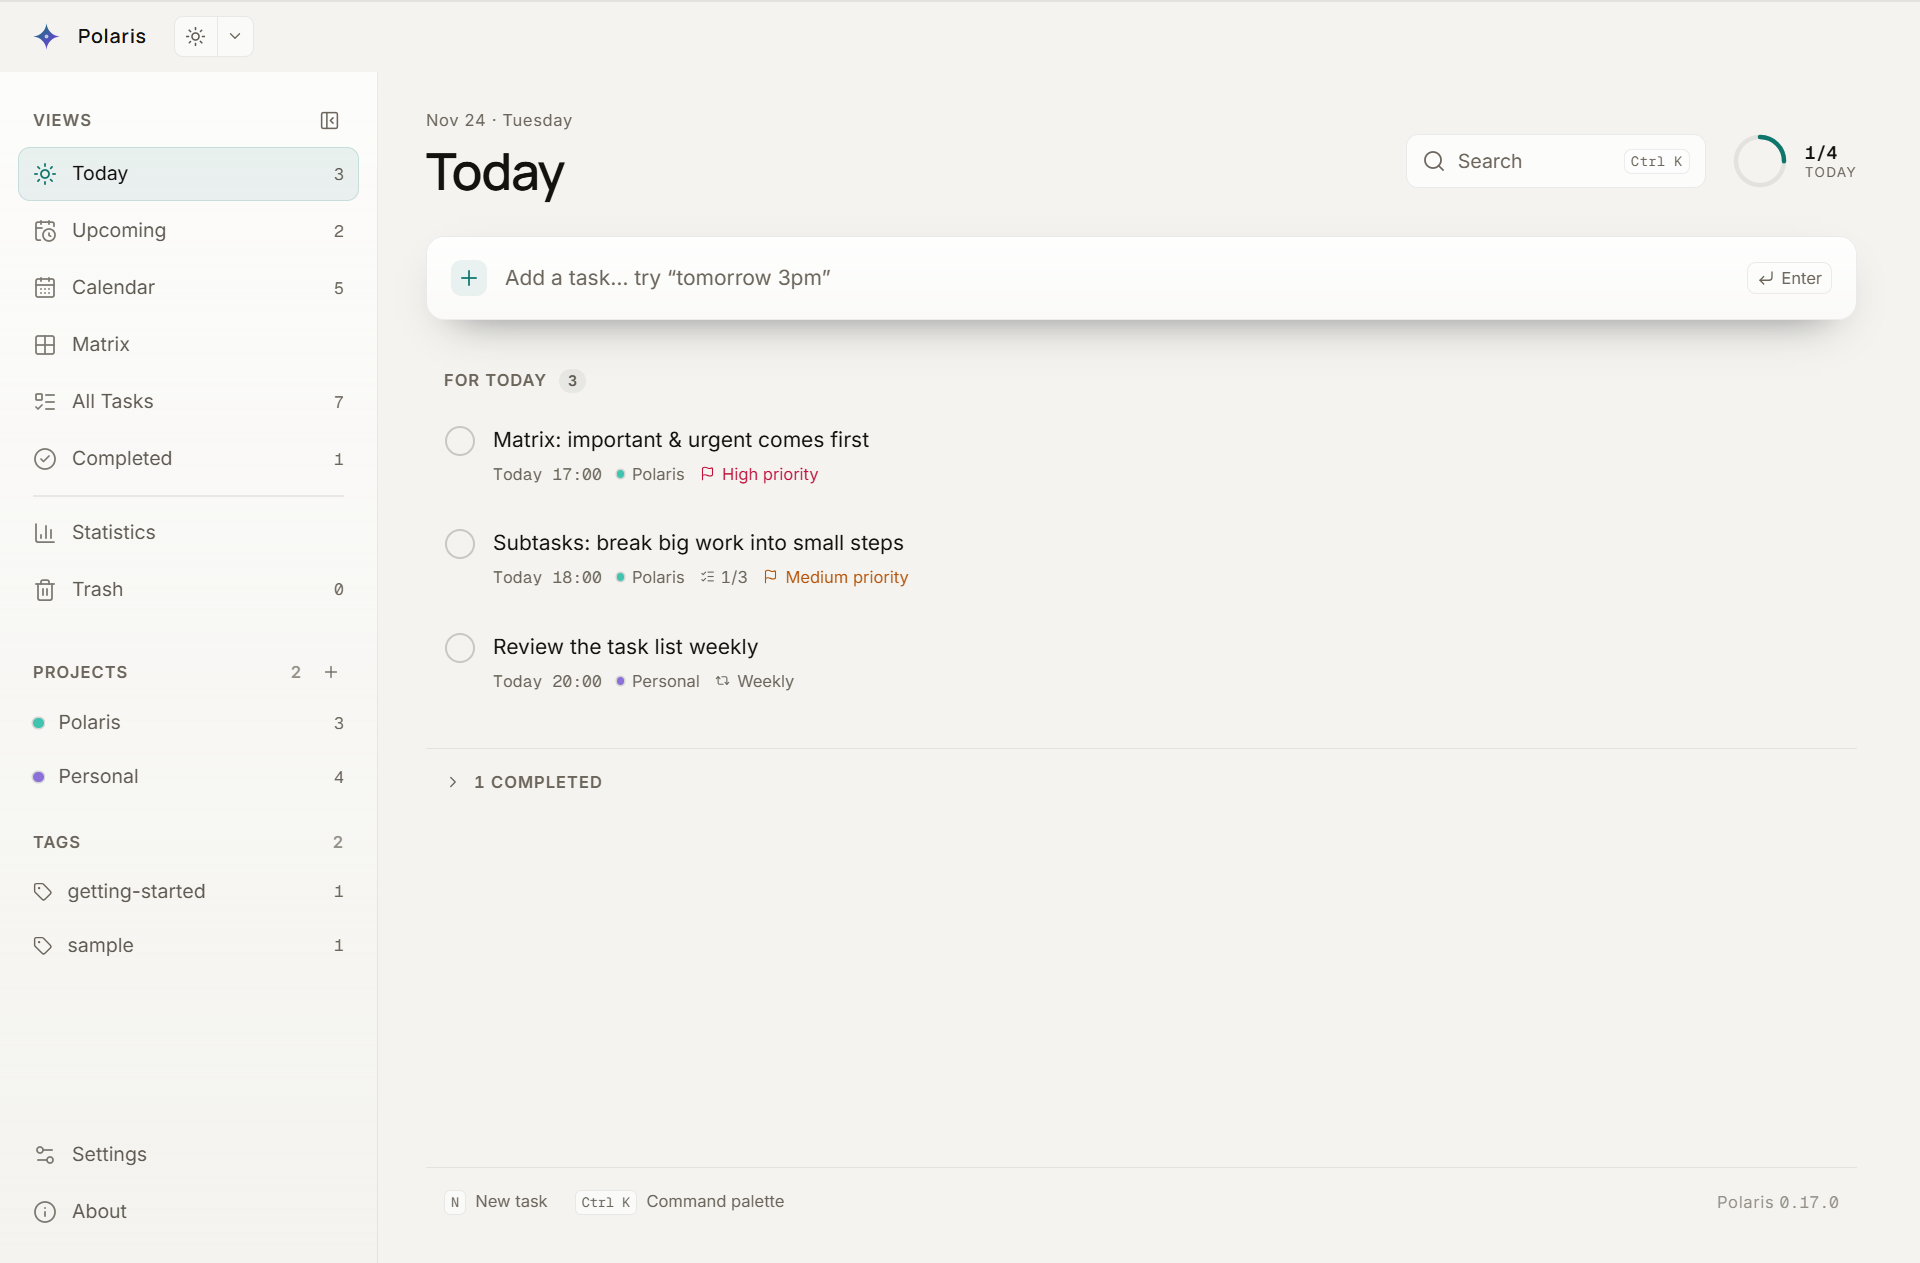 Polaris
VIEWS
Today 3
Upcoming 2
Calendar 5
Matrix
All Tasks 7
Completed 1
Statistics
Trash 0
PROJECTS 2
Polaris 3
Personal 4
TAGS 2
getting-started 1
sample 1
Settings
About
Nov 24 · Tuesday
Today
Search Ctrl K
1/4
TODAY
Add a task... try “tomorrow 3pm”
Enter
FOR TODAY 3
Matrix: important & urgent comes first
Today 17:00 Polaris High priority
Subtasks: break big work into small steps
Today 18:00 Polaris 1/3 Medium priority
Review the task list weekly
Today 20:00 Personal Weekly
1 COMPLETED
N New task Ctrl K Command palette
Polaris 0.17.0